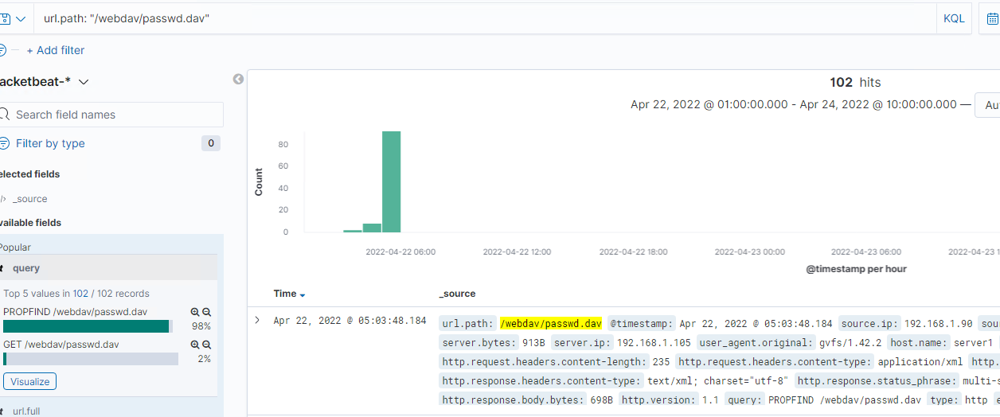 url.path: "/webdav/passwd.dav"
KQL
+ Add filter
acketbeat-*
102 hits
Search field names
Apr 22, 2022 @ 01:00:00.000 - Apr 24, 2022 @ 10:00:00.000 —
Au
Filter by type
0
elected fields
_source
vailable fields
Popular
t query
Top 5 values in 102 / 102 records
PROPFIND /webdav/passwd.dav
98%
GET /webdav/passwd.dav
2%
Visualize
t url.full
Count
80
60
40
20
0
2022-04-22 06:00
2022-04-22 12:00
2022-04-22 18:00
2022-04-23 00:00
2022-04-23 06:00
2022-04-23 1
@timestamp per hour
Time
_source
Apr 22, 2022 @ 05:03:48.184
url.path: /webdav/passwd.dav @timestamp: Apr 22, 2022 @ 05:03:48.184 source.ip: 192.168.1.90 sou
server.bytes: 913B server.ip: 192.168.1.105 user_agent.original: gvfs/1.42.2 host.name: server1
http.request.headers.content-length: 235 http.request.headers.content-type: application/xml http.
http.response.headers.content-type: text/xml; charset="utf-8" http.response.status_phrase: multi-s
http.response.body.bytes: 698B http.version: 1.1 query: PROPFIND /webdav/passwd.dav type: http e